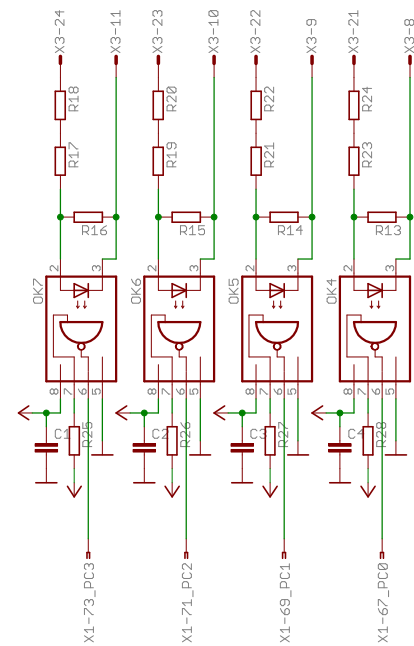 X3-24
X3-11
X3-23
X3-10
X3-22
X3-9
X3-21
X3-8
R18
R20
R22
R24
R17
R19
R21
R23
R16
R15
R14
R13
2
3
2
3
2
3
2
3
OK7
OK6
OK5
OK4
8
7
6
5
8
7
6
5
8
7
6
5
8
7
6
5
C1
R25
C2
R26
C3
R27
C4
R28
X1-73_PC3
X1-71_PC2
X1-69_PC1
X1-67_PC0